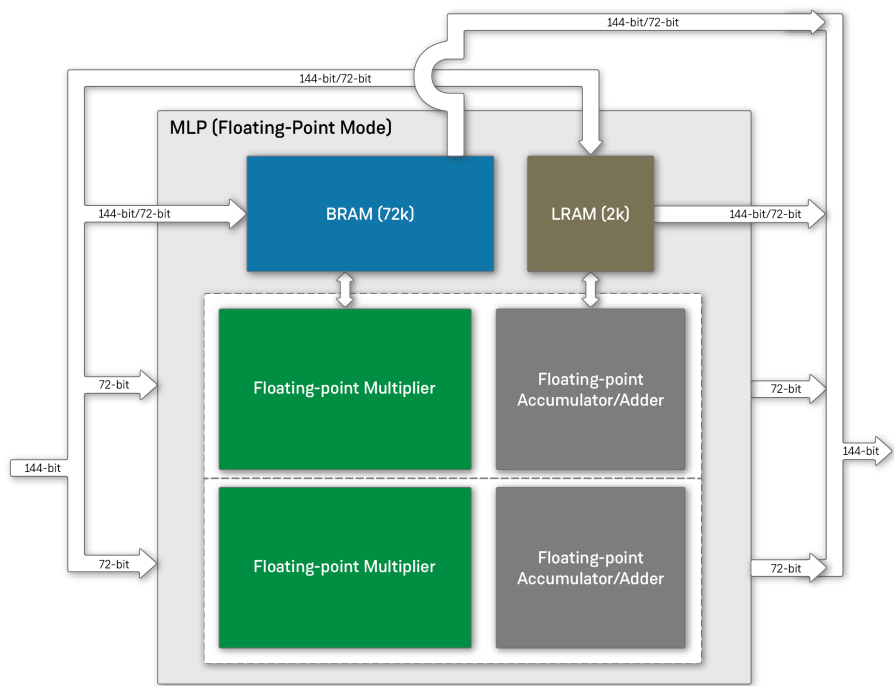 144-bit/72-bit
144-bit/72-bit
MLP (Floating-Point Mode)
BRAM (72k)
LRAM (2k)
144-bit/72-bit
144-bit/72-bit
Floating-point Multiplier
Floating-point
Accumulator/Adder
72-bit
72-bit
144-bit
144-bit
Floating-point Multiplier
Floating-point
Accumulator/Adder
72-bit
72-bit